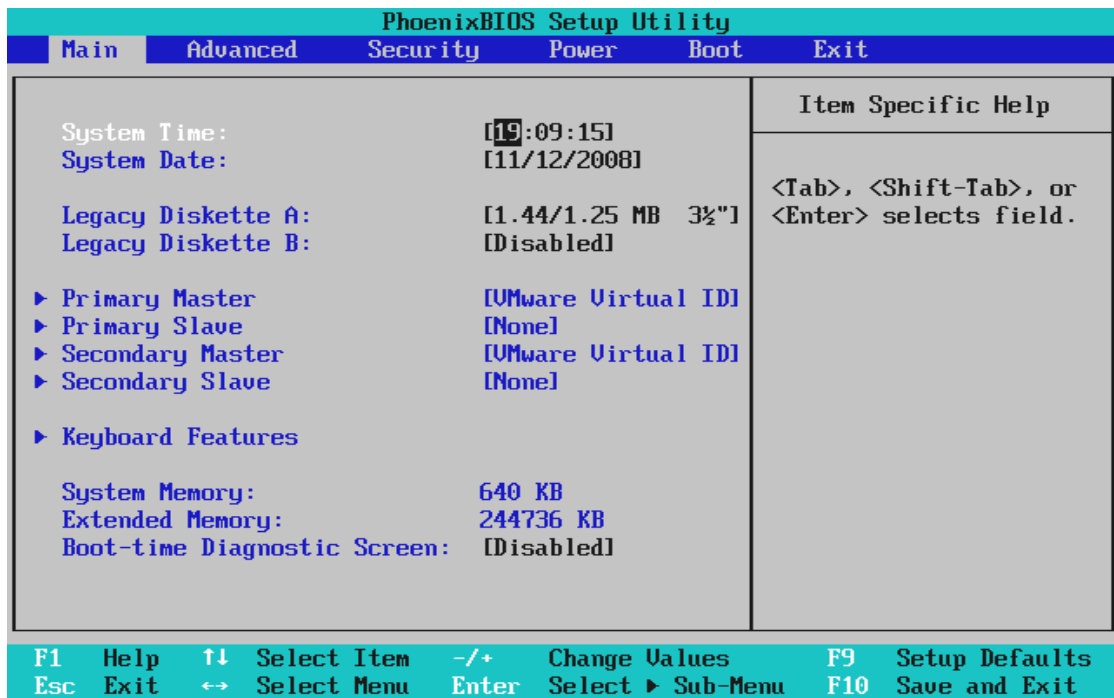 PhoenixBIOS Setup Utility
Main Advanced Security Power Boot Exit
System Time: [19:09:15]
System Date: [11/12/2008]
Legacy Diskette A: [1.44/1.25 MB 3½"]
Legacy Diskette B: [Disabled]
▶ Primary Master [VMware Virtual ID]
▶ Primary Slave [None]
▶ Secondary Master [VMware Virtual ID]
▶ Secondary Slave [None]
▶ Keyboard Features
System Memory: 640 KB
Extended Memory: 244736 KB
Boot-time Diagnostic Screen: [Disabled]
Item Specific Help
<Tab>, <Shift-Tab>, or
<Enter> selects field.
F1 Help ↑↓ Select Item -/+ Change Values F9 Setup Defaults
Esc Exit ↔ Select Menu Enter Select ▶ Sub-Menu F10 Save and Exit